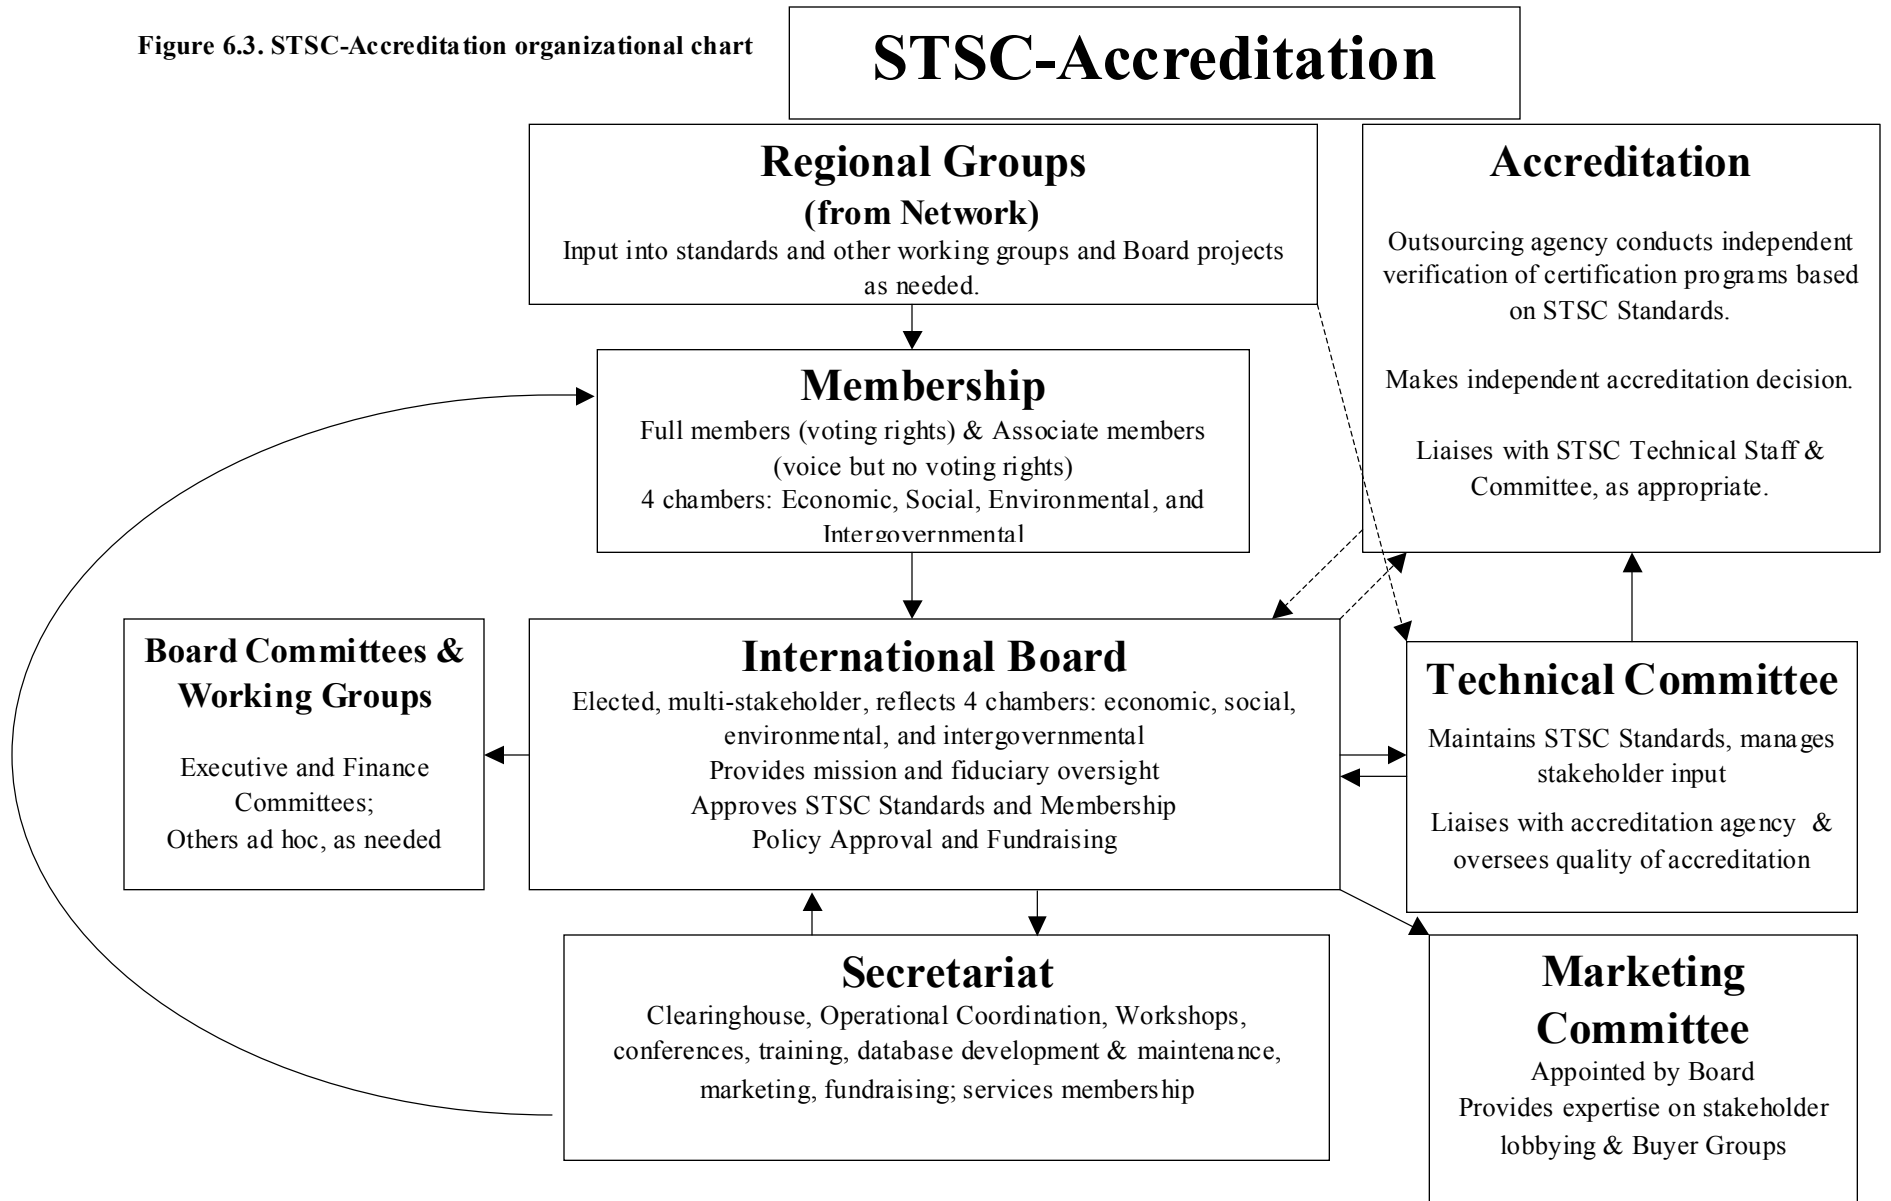 Figure 6.3. STSC-Accreditation organizational chart
STSC-Accreditation
Regional Groups
(from Network)
Input into standards and other working groups and Board projects
as needed.
Accreditation
Outsourcing agency conducts independent
verification of certification programs based
on STSC Standards.
Makes independent accreditation decision.
Liaises with STSC Technical Staff &
Committee, as appropriate.
Membership
Full members (voting rights) & Associate members
(voice but no voting rights)
4 chambers: Economic, Social, Environmental, and
Intergovernmental
Board Committees &
Working Groups
Executive and Finance
Committees;
Others ad hoc, as needed
International Board
Elected, multi-stakeholder, reflects 4 chambers: economic, social,
environmental, and intergovernmental
Provides mission and fiduciary oversight
Approves STSC Standards and Membership
Policy Approval and Fundraising
Technical Committee
Maintains STSC Standards, manages
stakeholder input
Liaises with accreditation agency &
oversees quality of accreditation
Secretariat
Clearinghouse, Operational Coordination, Workshops,
conferences, training, database development & maintenance,
marketing, fundraising; services membership
Marketing
Committee
Appointed by Board
Provides expertise on stakeholder
lobbying & Buyer Groups